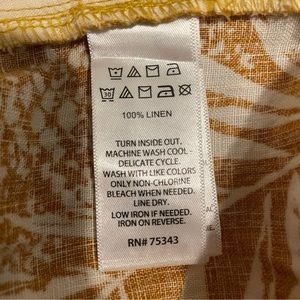 30
100% LINEN
TURN INSIDE OUT.
MACHINE WASH COOL -
DELICATE CYCLE.
WASH WITH LIKE COLORS
ONLY NON-CHLORINE
BLEACH WHEN NEEDED.
LINE DRY.
LOW IRON IF NEEDED.
IRON ON REVERSE.
RN# 75343